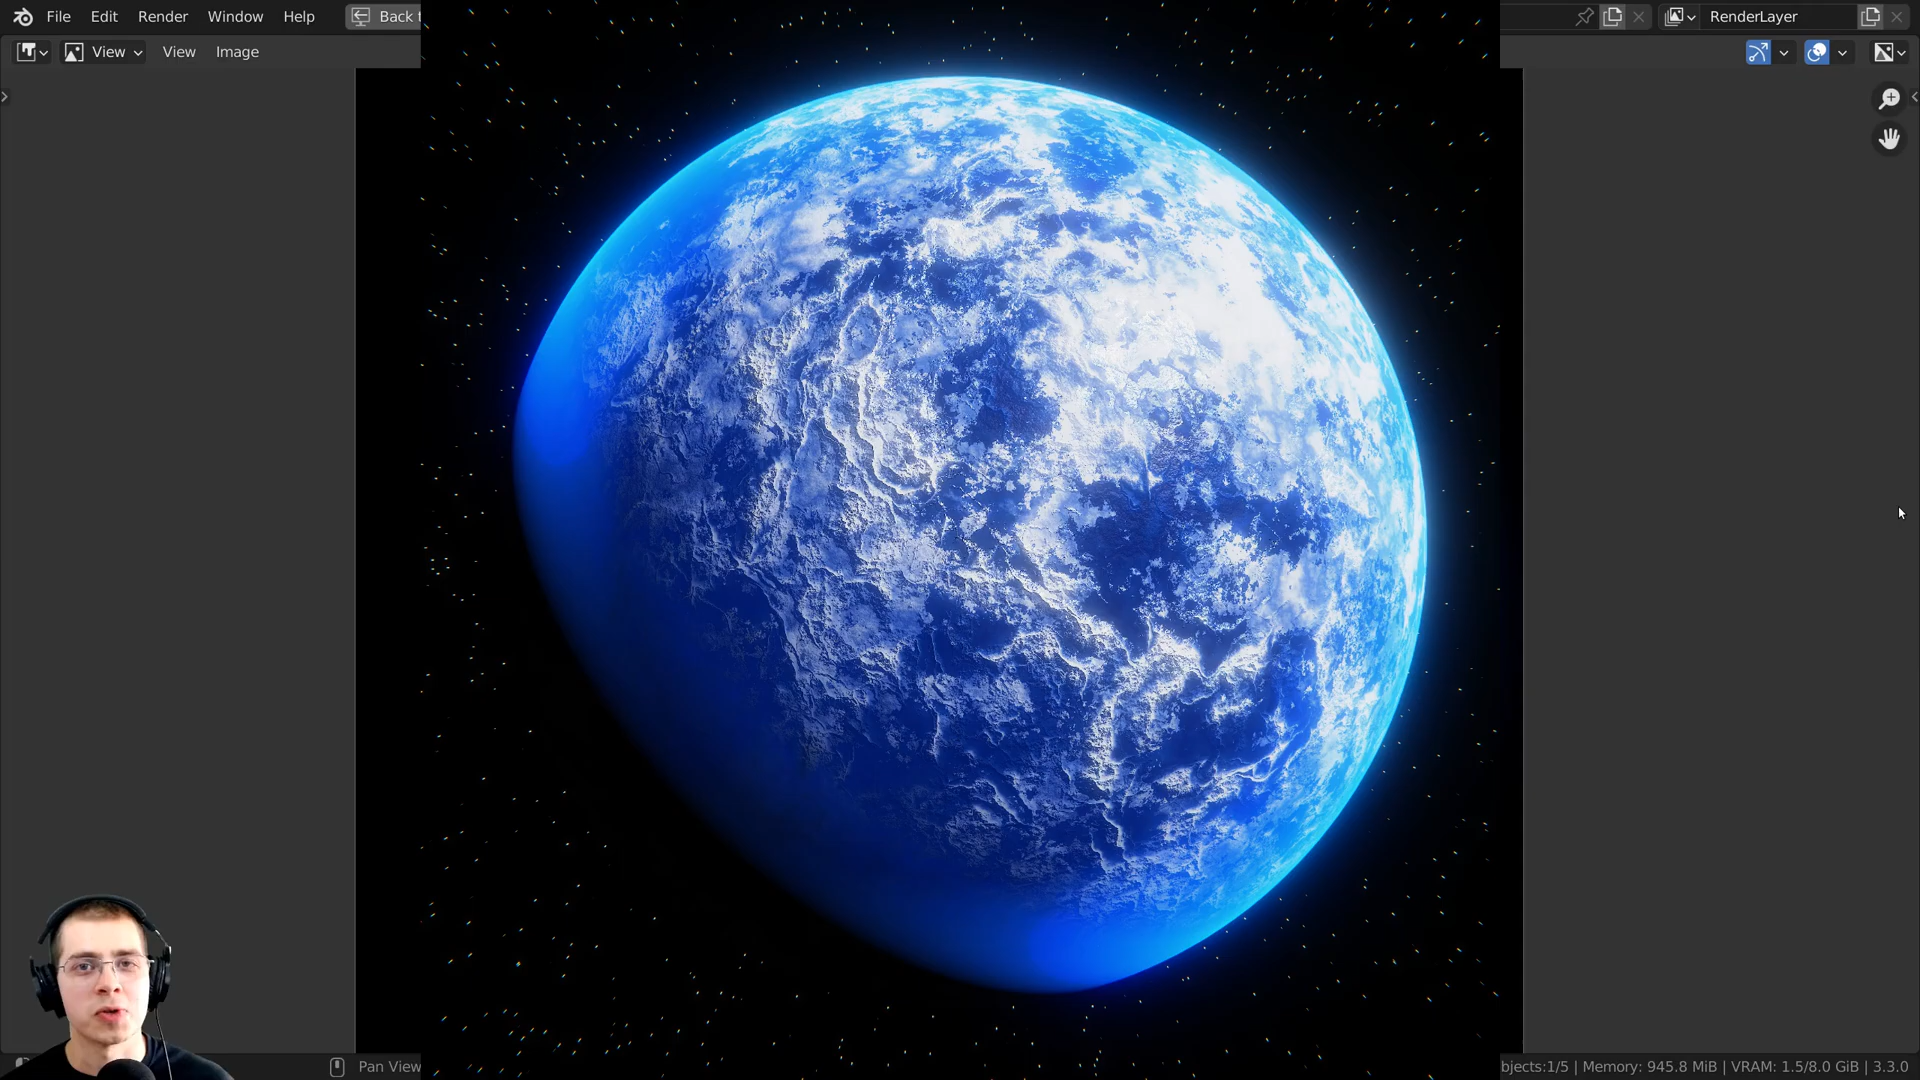 File Edit Render Window Help Back t RenderLayer
View View Image
Pan View bjects:1/5 | Memory: 945.8 MiB | VRAM: 1.5/8.0 GiB | 3.3.0